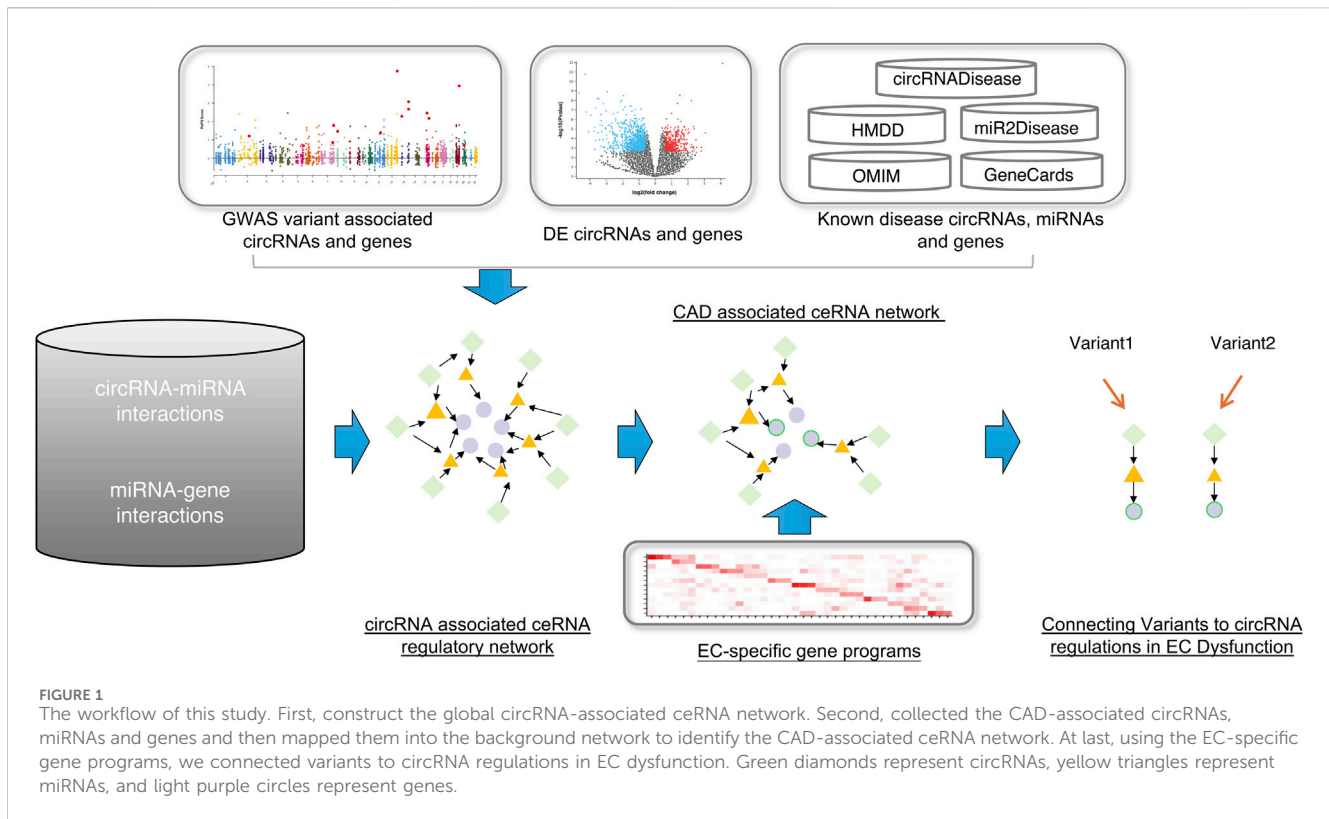 circRNADisease
HMDD
miR2Disease
OMIM
GeneCards
-log10(Pvalue)
log2(fold change)
GWAS variant associated
circRNAs and genes
DE circRNAs and genes
Known disease circRNAs, miRNAs
and genes
CAD associated ceRNA network
Variant1
Variant2
circRNA-miRNA
interactions
miRNA-gene
interactions
circRNA associated ceRNA
regulatory network
EC-specific gene programs
Connecting Variants to circRNA
regulations in EC Dysfunction
FIGURE 1
The workflow of this study. First, construct the global circRNA-associated ceRNA network. Second, collected the CAD-associated circRNAs,
miRNAs and genes and then mapped them into the background network to identify the CAD-associated ceRNA network. At last, using the EC-specific
gene programs, we connected variants to circRNA regulations in EC dysfunction. Green diamonds represent circRNAs, yellow triangles represent
miRNAs, and light purple circles represent genes.